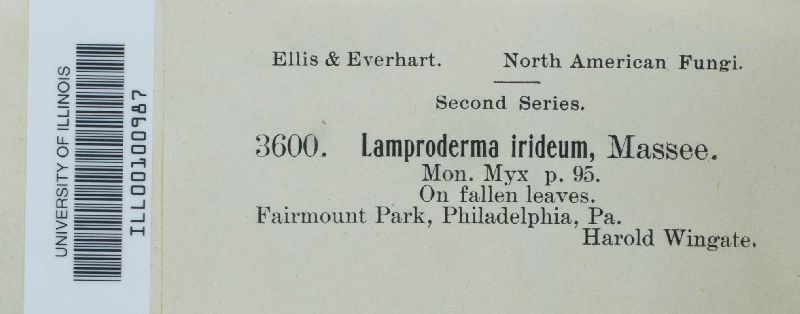 UNIVERSITY OF ILLINOIS
ILL00100987
Ellis & Everhart. North American Fungi.
Second Series.
3600. Lamproderma irideum, Massee.
Mon. Myx p. 95.
On fallen leaves.
Fairmount Park, Philadelphia, Pa.
Harold Wingate.